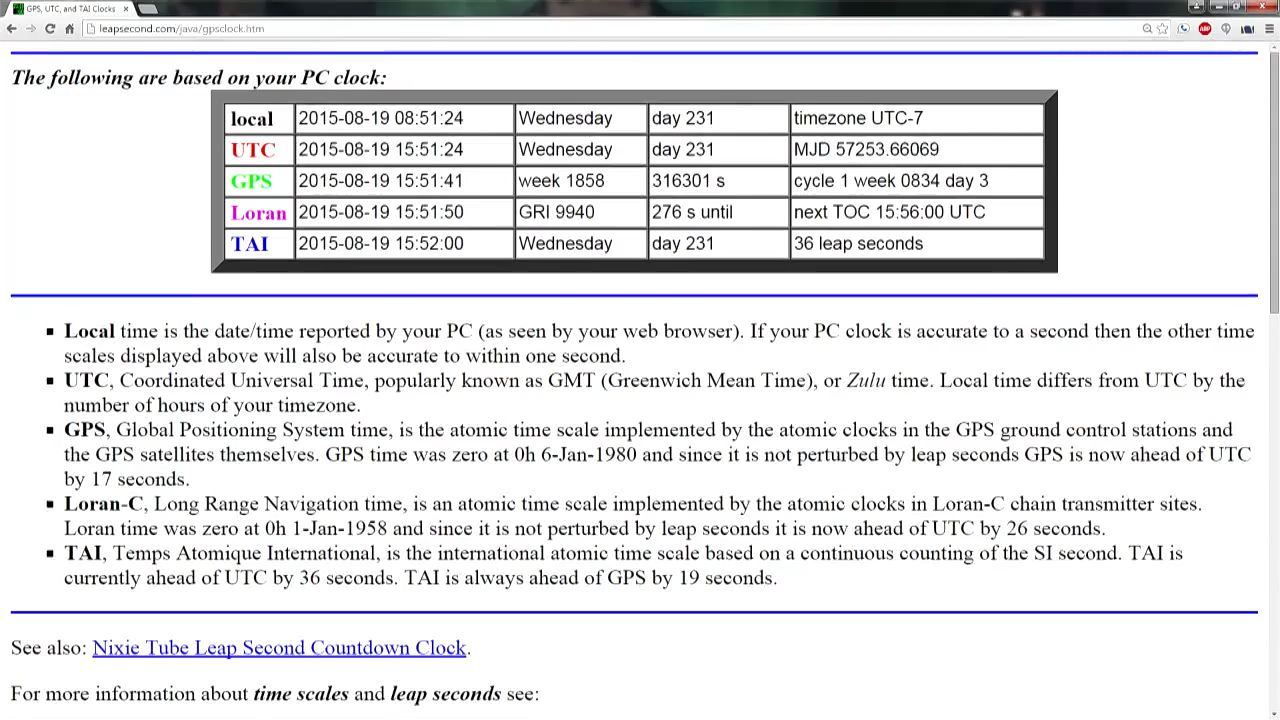 GPS, UTC, and TAI Clocks
leapsecond.com/java/gpsclock.htm
ABP
The following are based on your PC clock:
local 2015-08-19 08:51:24 Wednesday day 231 timezone UTC-7
UTC 2015-08-19 15:51:24 Wednesday day 231 MJD 57253.66069
GPS 2015-08-19 15:51:41 week 1858 316301 s cycle 1 week 0834 day 3
Loran 2015-08-19 15:51:50 GRI 9940 276 s until next TOC 15:56:00 UTC
TAI 2015-08-19 15:52:00 Wednesday day 231 36 leap seconds
Local time is the date/time reported by your PC (as seen by your web browser). If your PC clock is accurate to a second then the other time
scales displayed above will also be accurate to within one second.
UTC, Coordinated Universal Time, popularly known as GMT (Greenwich Mean Time), or Zulu time. Local time differs from UTC by the
number of hours of your timezone.
GPS, Global Positioning System time, is the atomic time scale implemented by the atomic clocks in the GPS ground control stations and
the GPS satellites themselves. GPS time was zero at 0h 6-Jan-1980 and since it is not perturbed by leap seconds GPS is now ahead of UTC
by 17 seconds.
Loran-C, Long Range Navigation time, is an atomic time scale implemented by the atomic clocks in Loran-C chain transmitter sites.
Loran time was zero at 0h 1-Jan-1958 and since it is not perturbed by leap seconds it is now ahead of UTC by 26 seconds.
TAI, Temps Atomique International, is the international atomic time scale based on a continuous counting of the SI second. TAI is
currently ahead of UTC by 36 seconds. TAI is always ahead of GPS by 19 seconds.
See also: Nixie Tube Leap Second Countdown Clock.
For more information about time scales and leap seconds see: